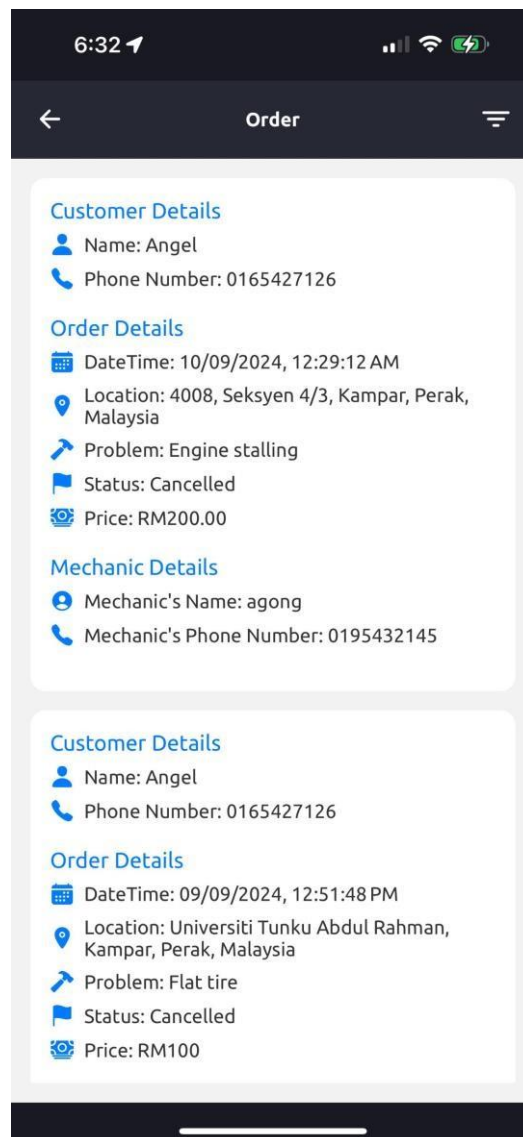 6:32
Order
Customer Details
Name: Angel
Phone Number: 0165427126
Order Details
DateTime: 10/09/2024, 12:29:12 AM
Location: 4008, Seksyen 4/3, Kampar, Perak,
Malaysia
Problem: Engine stalling
Status: Cancelled
Price: RM200.00
Mechanic Details
Mechanic's Name: agong
Mechanic's Phone Number: 0195432145
Customer Details
Name: Angel
Phone Number: 0165427126
Order Details
DateTime: 09/09/2024, 12:51:48 PM
Location: Universiti Tunku Abdul Rahman,
Kampar, Perak, Malaysia
Problem: Flat tire
Status: Cancelled
Price: RM100